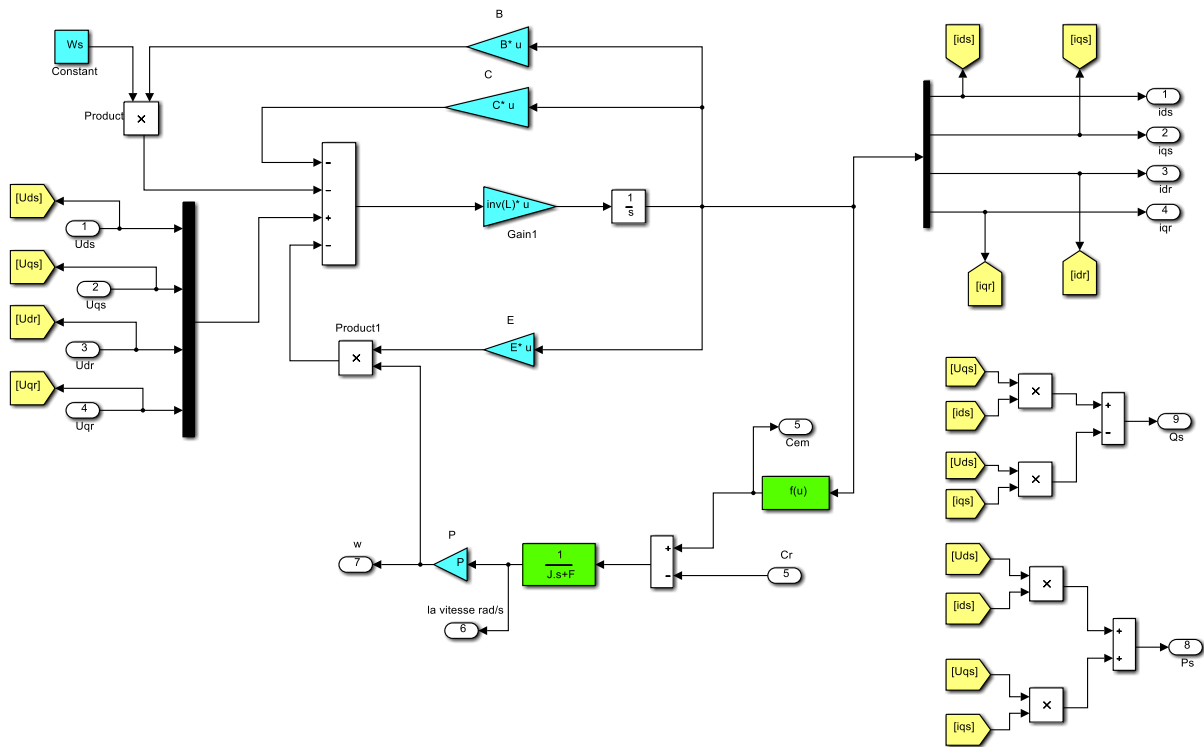 B
Ws
Constant
B* u
C
C* u
Product
×
[ids]
[iqs]
1
ids
2
iqs
3
idr
4
iqr
[iqr]
[idr]
[Uds]
1
Uds
[Uqs]
2
Uqs
[Udr]
3
Udr
[Uqr]
4
Uqr
−
−
+
−
inv(L)* u
Gain1
1
s
E
E* u
Product1
×
5
Cem
f(u)
w
7
P
P
1
J.s+F
+
−
Cr
5
la vitesse rad/s
6
[Uqs]
[ids]
×
[Uds]
[iqs]
×
+
−
9
Qs
[Uds]
[ids]
×
[Uqs]
[iqs]
×
+
+
8
Ps